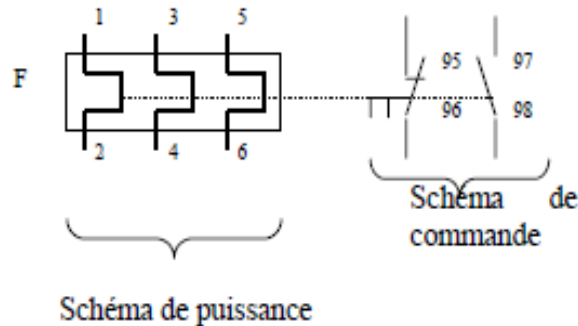 1 3 5
F
95 97
96 98
2 4 6
Schéma de
commande
Schéma de puissance